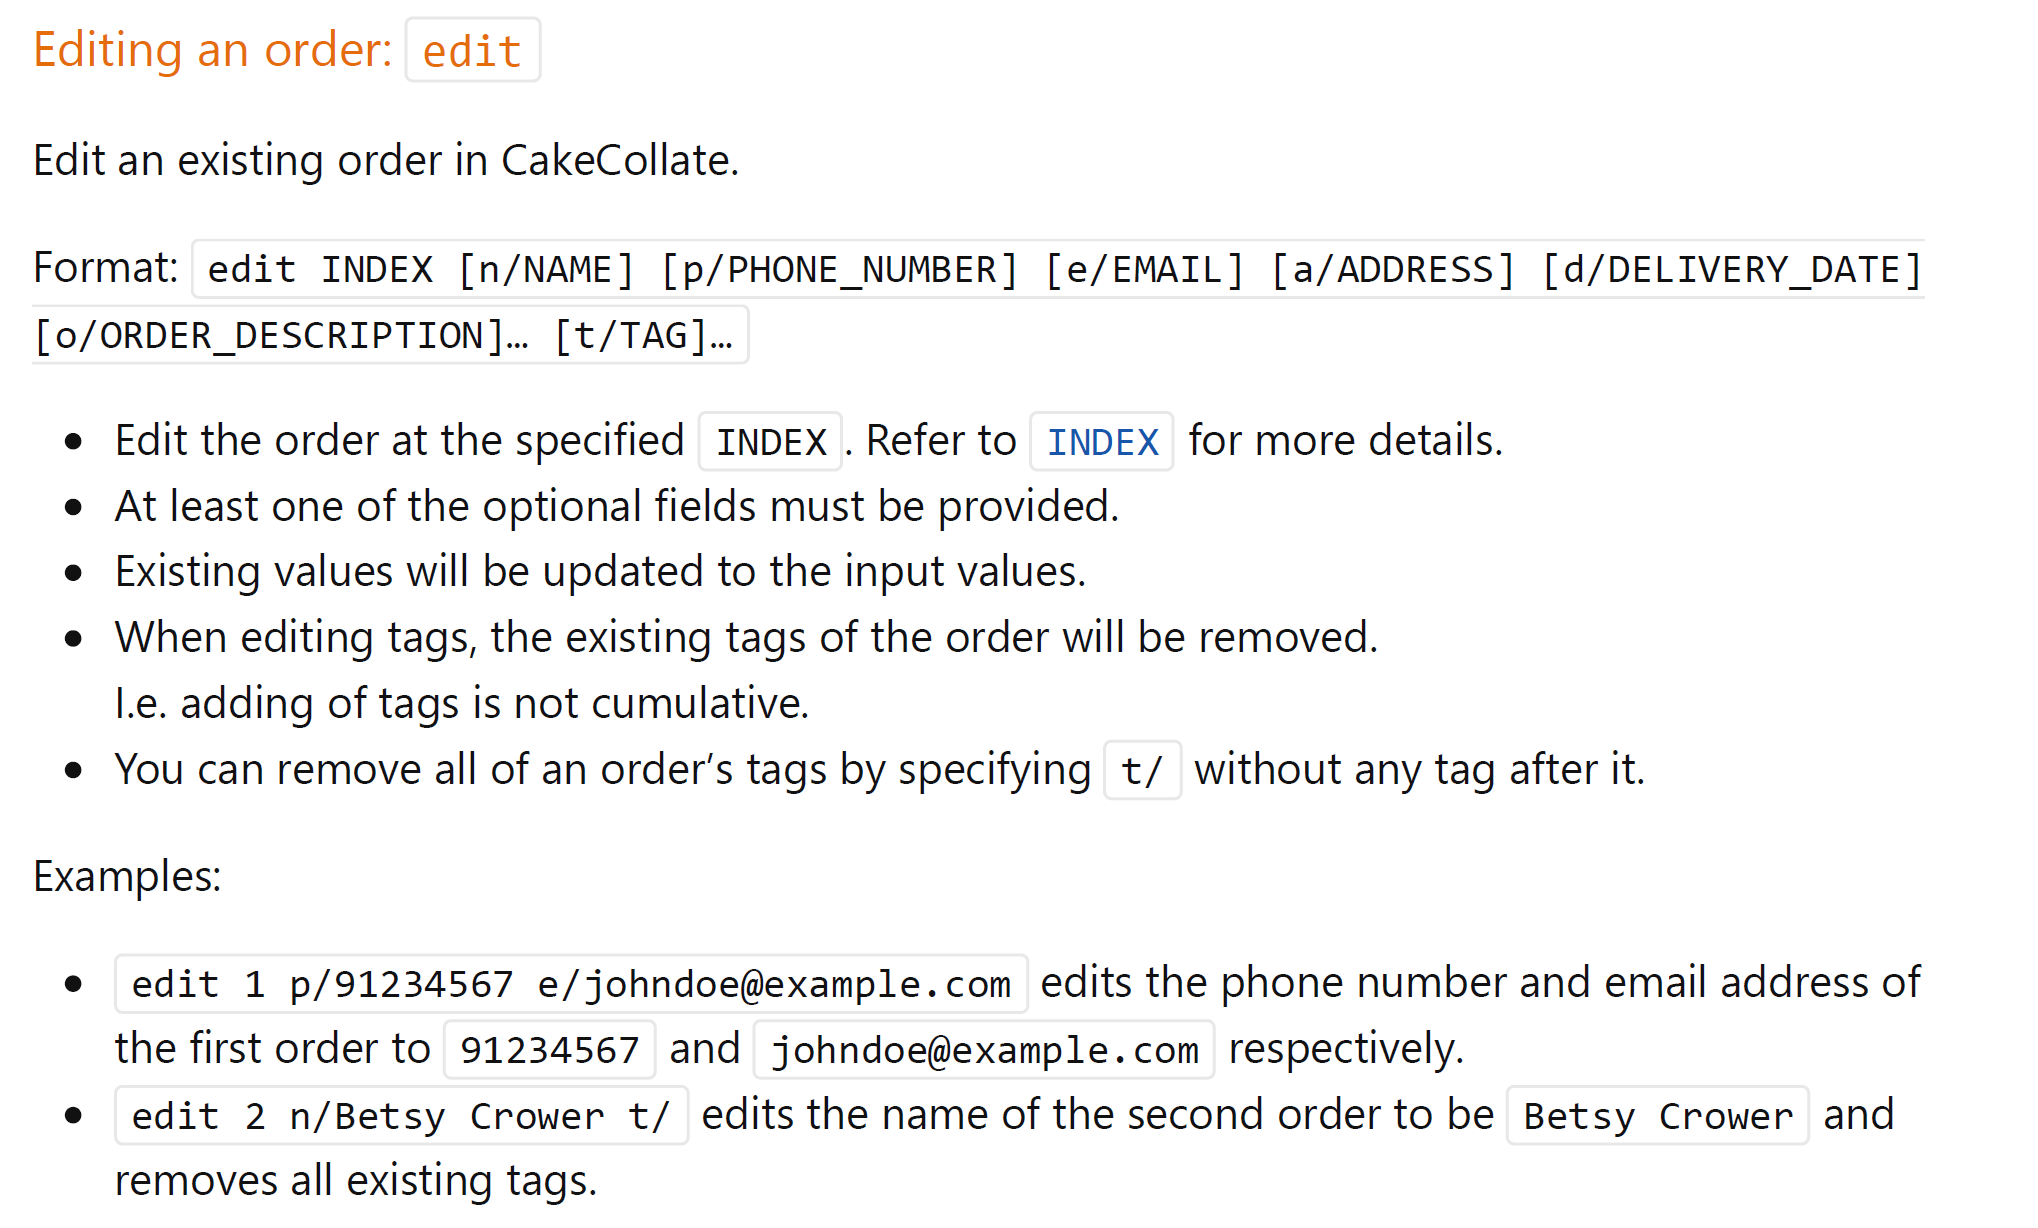 Editing an order: edit
Edit an existing order in CakeCollate.
Format: edit INDEX [n/NAME] [p/PHONE_NUMBER] [e/EMAIL] [a/ADDRESS] [d/DELIVERY_DATE]
[o/ORDER_DESCRIPTION]… [t/TAG]…
• Edit the order at the specified INDEX. Refer to INDEX for more details.
• At least one of the optional fields must be provided.
• Existing values will be updated to the input values.
• When editing tags, the existing tags of the order will be removed.
I.e. adding of tags is not cumulative.
• You can remove all of an order’s tags by specifying t/ without any tag after it.
Examples:
• edit 1 p/91234567 e/johndoe@example.com edits the phone number and email address of
the first order to 91234567 and johndoe@example.com respectively.
• edit 2 n/Betsy Crower t/ edits the name of the second order to be Betsy Crower and
removes all existing tags.